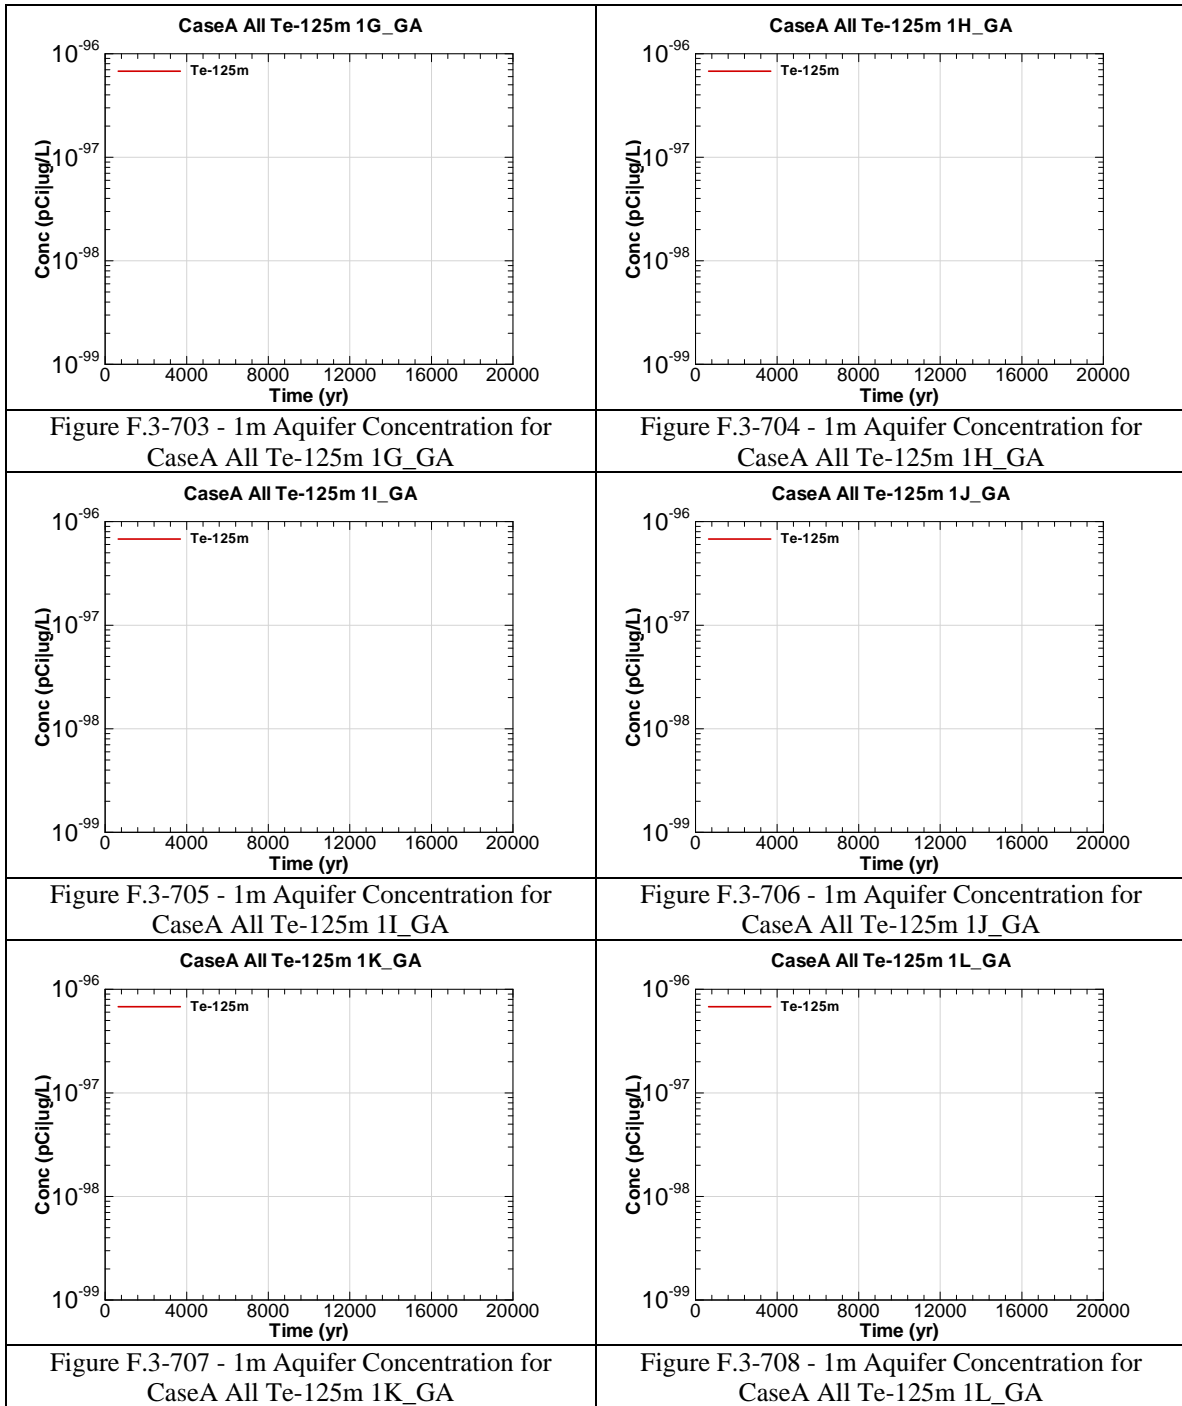 CaseA All Te-125m 1G_GA
10-96
Te-125m
10-97
Conc (pCi|ug/L)
10-98
10-99
0 4000 8000 12000 16000 20000
Time (yr)
Figure F.3-703 - 1m Aquifer Concentration for
CaseA All Te-125m 1G_GA
CaseA All Te-125m 1H_GA
10-96
Te-125m
10-97
Conc (pCi|ug/L)
10-98
10-99
0 4000 8000 12000 16000 20000
Time (yr)
Figure F.3-704 - 1m Aquifer Concentration for
CaseA All Te-125m 1H_GA
CaseA All Te-125m 1I_GA
10-96
Te-125m
10-97
Conc (pCi|ug/L)
10-98
10-99
0 4000 8000 12000 16000 20000
Time (yr)
Figure F.3-705 - 1m Aquifer Concentration for
CaseA All Te-125m 1I_GA
CaseA All Te-125m 1J_GA
10-96
Te-125m
10-97
Conc (pCi|ug/L)
10-98
10-99
0 4000 8000 12000 16000 20000
Time (yr)
Figure F.3-706 - 1m Aquifer Concentration for
CaseA All Te-125m 1J_GA
CaseA All Te-125m 1K_GA
10-96
Te-125m
10-97
Conc (pCi|ug/L)
10-98
10-99
0 4000 8000 12000 16000 20000
Time (yr)
Figure F.3-707 - 1m Aquifer Concentration for
CaseA All Te-125m 1K_GA
CaseA All Te-125m 1L_GA
10-96
Te-125m
10-97
Conc (pCi|ug/L)
10-98
10-99
0 4000 8000 12000 16000 20000
Time (yr)
Figure F.3-708 - 1m Aquifer Concentration for
CaseA All Te-125m 1L_GA